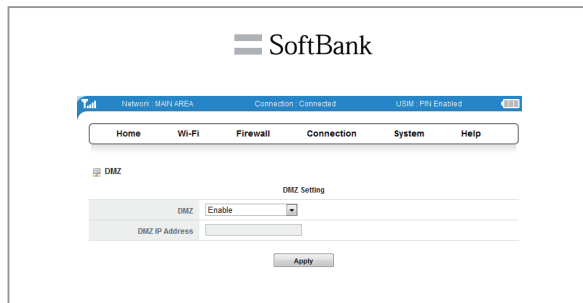 SoftBank
Network : MAIN AREA Connection : Connected USIM : PIN Enabled
Home Wi-Fi Firewall Connection System Help
DMZ
DMZ Setting
DMZ Enable
DMZ IP Address
Apply